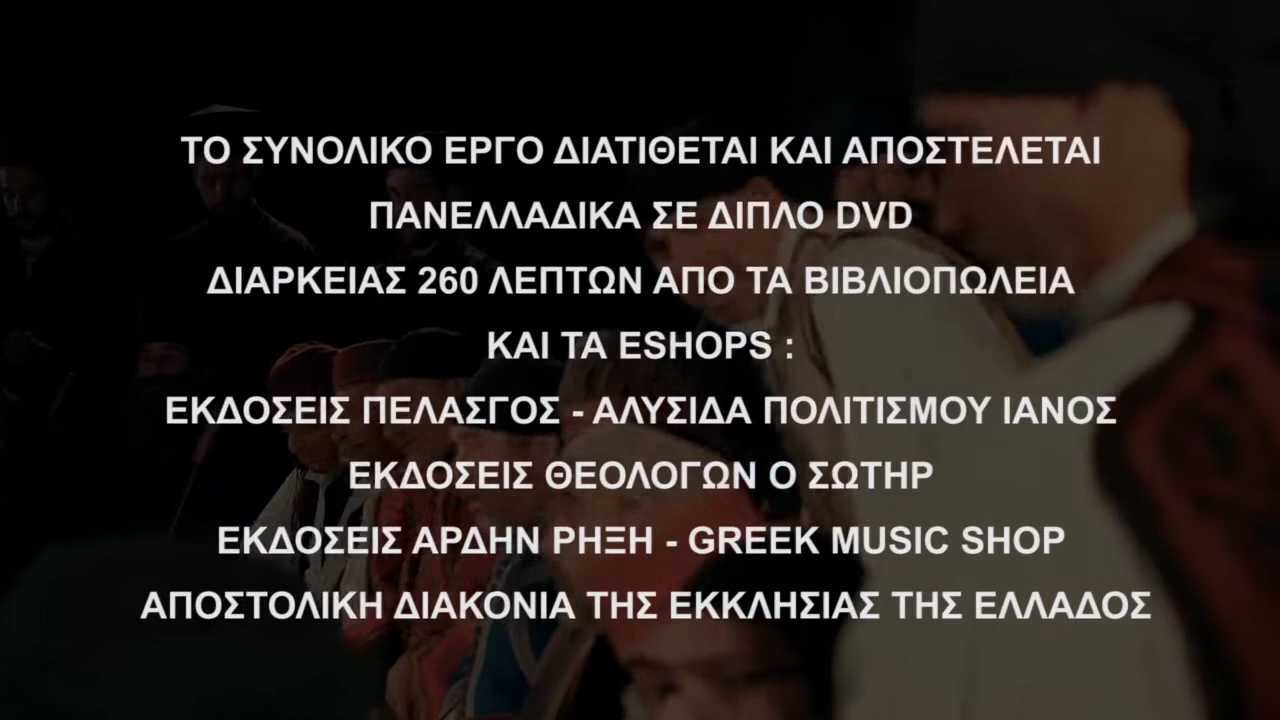 ΤΟ ΣΥΝΟΛΙΚΟ ΕΡΓΟ ΔΙΑΤΙΘΕΤΑΙ ΚΑΙ ΑΠΟΣΤΕΛΕΤΑΙ
ΠΑΝΕΛΛΑΔΙΚΑ ΣΕ ΔΙΠΛΟ DVD
ΔΙΑΡΚΕΙΑΣ 260 ΛΕΠΤΩΝ ΑΠΟ ΤΑ ΒΙΒΛΙΟΠΩΛΕΙΑ
ΚΑΙ ΤΑ ESHOPS :
ΕΚΔΟΣΕΙΣ ΠΕΛΑΣΓΟΣ - ΑΛΥΣΙΔΑ ΠΟΛΙΤΙΣΜΟΥ ΙΑΝΟΣ
ΕΚΔΟΣΕΙΣ ΘΕΟΛΟΓΩΝ Ο ΣΩΤΗΡ
ΕΚΔΟΣΕΙΣ ΑΡΔΗΝ ΡΗΞΗ - GREEK MUSIC SHOP
ΑΠΟΣΤΟΛΙΚΗ ΔΙΑΚΟΝΙΑ ΤΗΣ ΕΚΚΛΗΣΙΑΣ ΤΗΣ ΕΛΛΑΔΟΣ